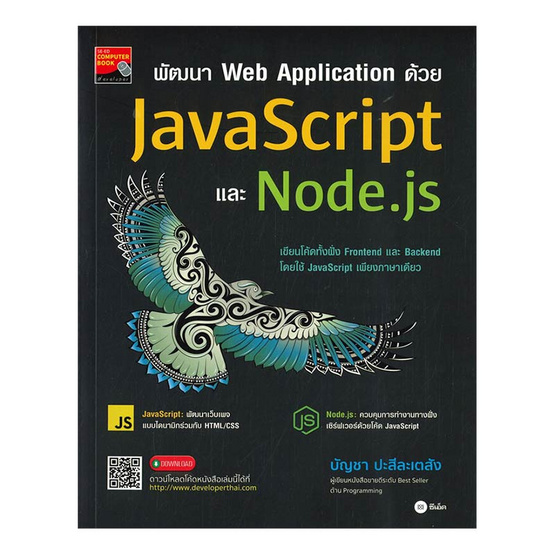 SE-ED
COMPUTER
BOOK
พัฒนา Web Application ด้วย
JavaScript
และ Node.js
เขียนโค้ดทั้งฝั่ง Frontend และ Backend
โดยใช้ JavaScript เพียงภาษาเดียว
JS
JavaScript: พัฒนาเว็บเพจ
แบบไดนามิกร่วมกับ HTML/CSS
JS
Node.js: ควบคุมการทำงานทางฝั่ง
เซิร์ฟเวอร์ด้วยโค้ด JavaScript
DOWNLOAD
ดาวน์โหลดโค้ดหนังสือเล่มนี้ได้ที่
http://www.developerthai.com
บัญชา ปะสีละเตสัง
ผู้เขียนหนังสือขายดีระดับ Best Seller
ด้าน Programming
ซีเอ็ด